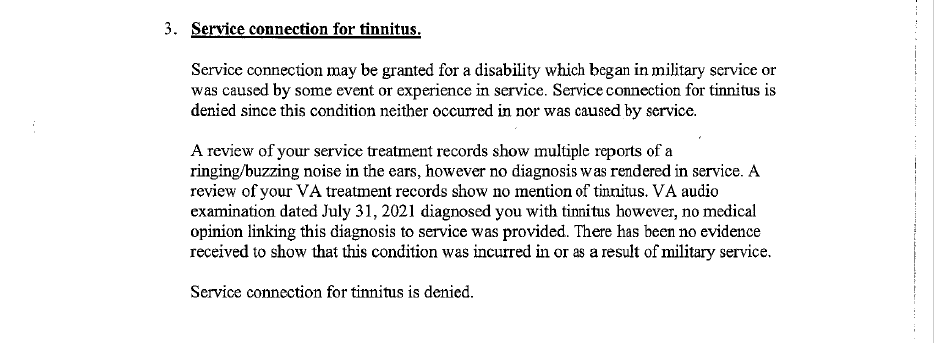 3. Service connection for tinnitus.
Service connection may be granted for a disability which began in military service or
was caused by some event or experience in service. Service connection for tinnitus is
denied since this condition neither occurred in nor was caused by service.
A review of your service treatment records show multiple reports of a
ringing/buzzing noise in the ears, however no diagnosis was rendered in service. A
review of your VA treatment records show no mention of tinnitus. VA audio
examination dated July 31, 2021 diagnosed you with tinnitus however, no medical
opinion linking this diagnosis to service was provided. There has been no evidence
received to show that this condition was incurred in or as a result of military service.
Service connection for tinnitus is denied.